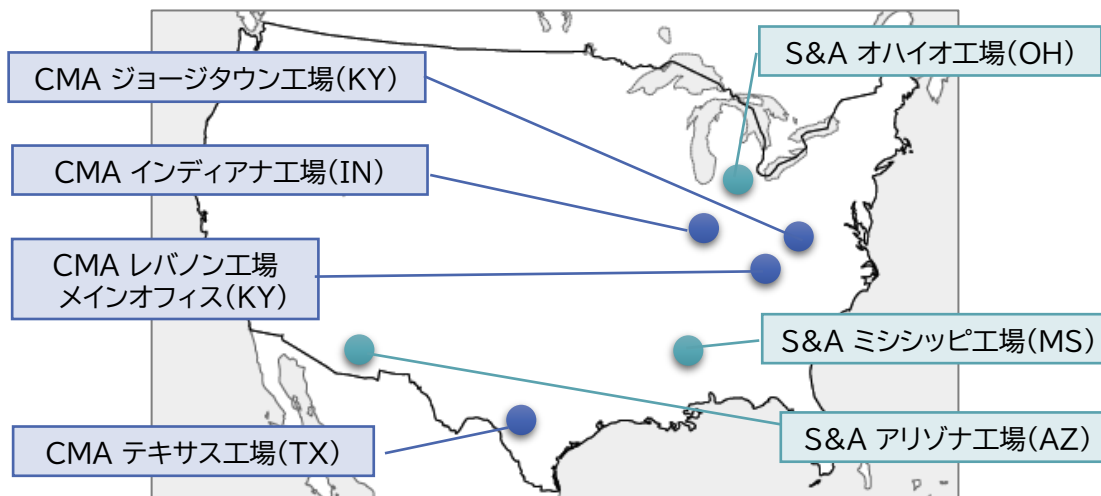 CMA ジョージタウン工場(KY)
CMA インディアナ工場(IN)
CMA レバノン工場
メインオフィス(KY)
CMA テキサス工場(TX)
S&A オハイオ工場(OH)
S&A ミシシッピ工場(MS)
S&A アリゾナ工場(AZ)